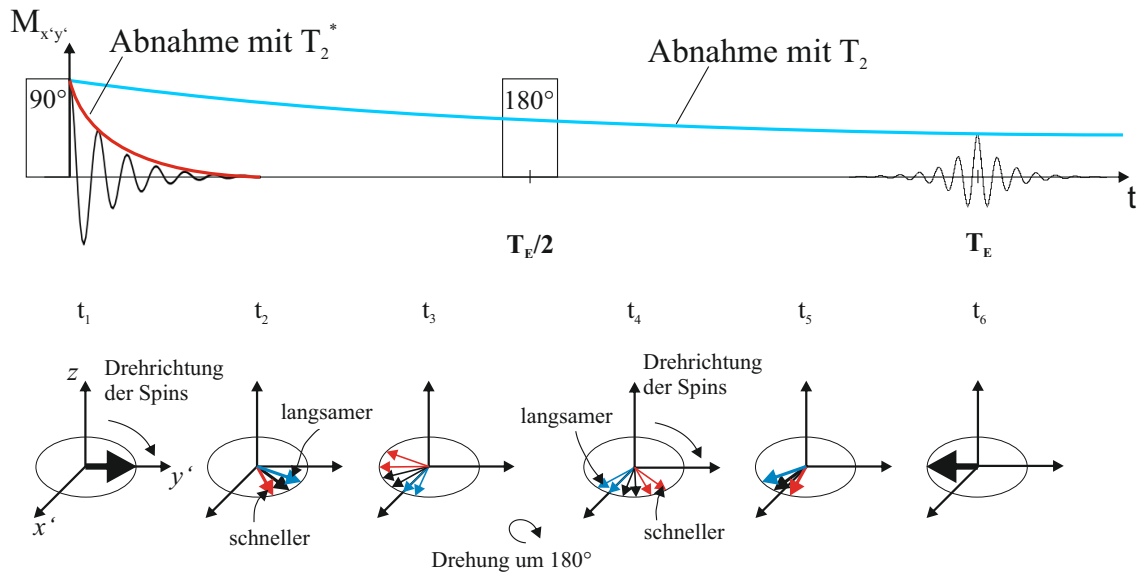 M x'y'
Abnahme mit T2*
Abnahme mit T2
90°
180°
t
TE/2
TE
t1
t2
t3
t4
t5
t6
Drehrichtung
der Spins
z
y'
x'
langsamer
schneller
Drehung um 180°
langsamer
Drehrichtung
der Spins
schneller